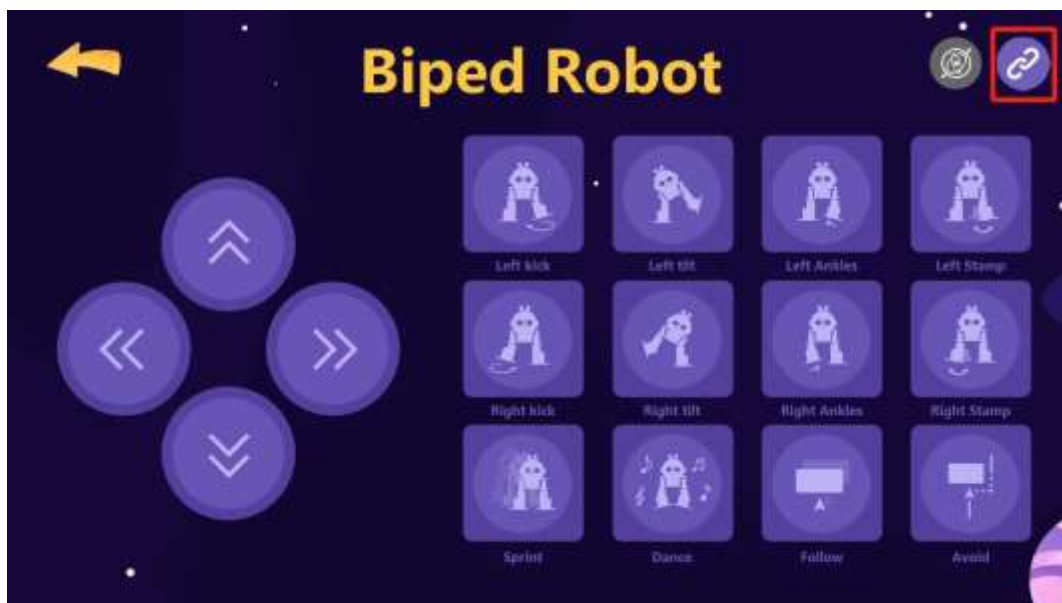 Biped Robot
Left kick Left tilt Left Ankles Left Stamp
Right kick Right tilt Right Ankles Right Stamp
Sprint Dance Follow Avoid